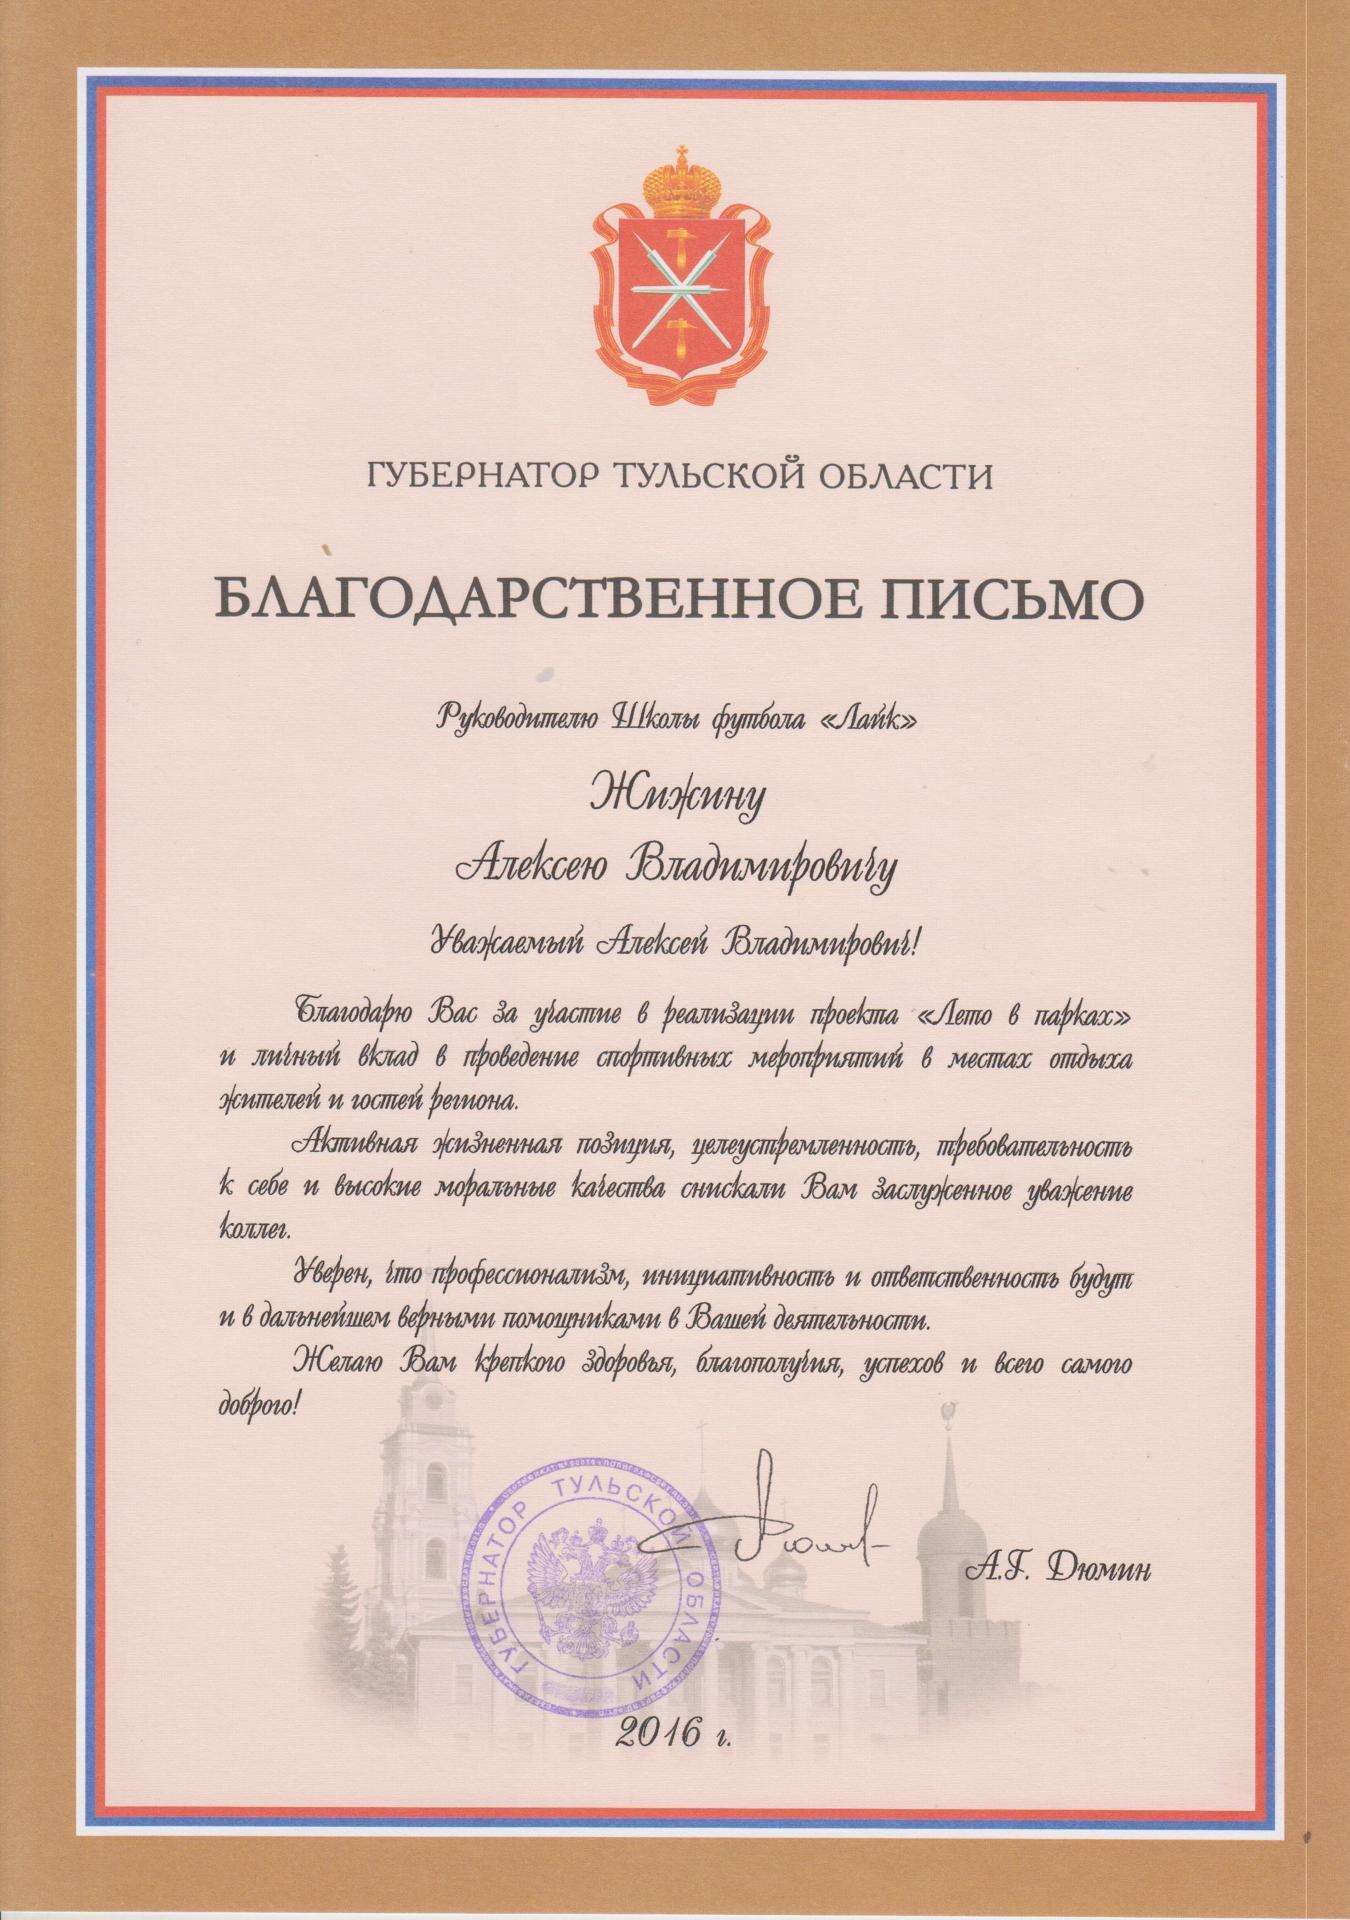 ГУБЕРНАТОР ТУЛЬСКОЙ ОБЛАСТИ
БЛАГОДАРСТВЕННОЕ ПИСЬМО
Руководителю Школы футбола «Лайк»
Жижину
Алексею Владимировичу
Уважаемый Алексей Владимирович!
Благодарю Вас за участие в реализации проекта «Лето в парках»
и личный вклад в проведение спортивных мероприятий в местах отдыха
жителей и гостей региона.
Активная жизненная позиция, целеустремленность, требовательность
к себе и высокие моральные качества снискали Вам заслуженное уважение
коллег.
Уверен, что профессионализм, инициативность и ответственность будут
и в дальнейшем верными помощниками в Вашей деятельности.
Желаю Вам крепкого здоровья, благополучия, успехов и всего самого
доброго!
ГУБЕРНАТОР ТУЛЬСКОЙ ОБЛАСТИ
А.Г. Дюмин
2016 г.